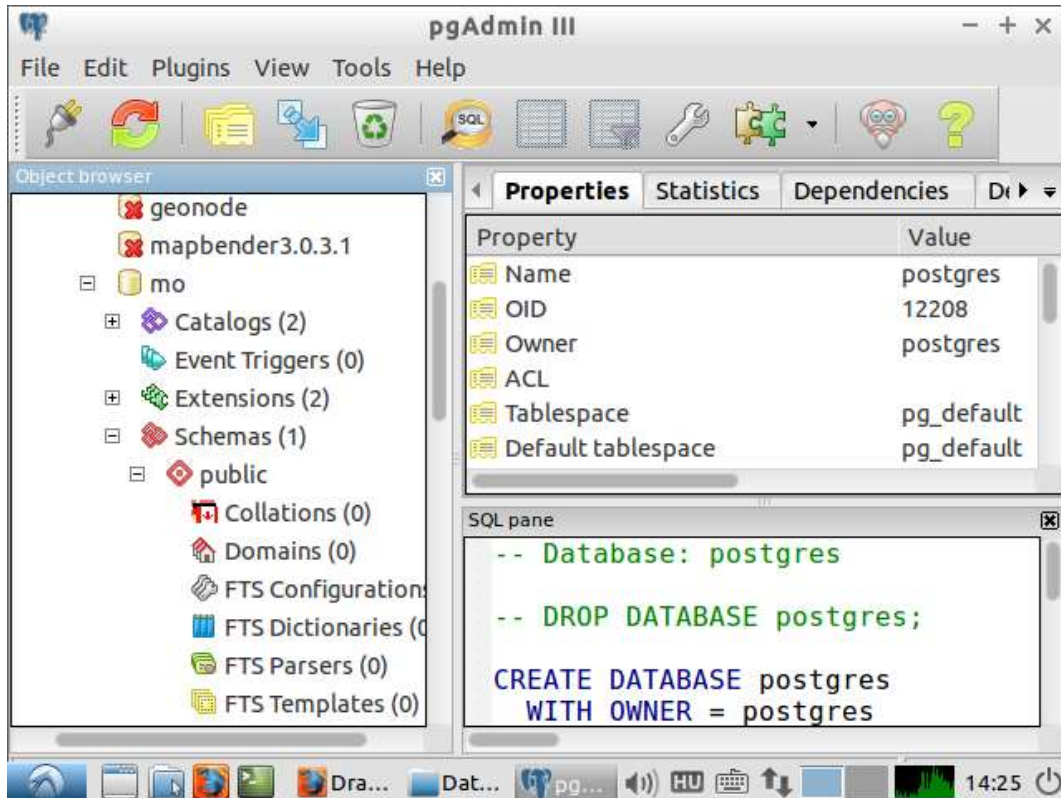 pgAdmin III
File Edit Plugins View Tools Help
SQL
Object browser
geonode
mapbender3.0.3.1
mo
Catalogs (2)
Event Triggers (0)
Extensions (2)
Schemas (1)
public
Collations (0)
Domains (0)
FTS Configurations
FTS Dictionaries (0
FTS Parsers (0)
FTS Templates (0)
Properties Statistics Dependencies De
Property Value
Name postgres
OID 12208
Owner postgres
ACL
Tablespace pg_default
Default tablespace pg_default
SQL pane
-- Database: postgres
-- DROP DATABASE postgres;
CREATE DATABASE postgres
WITH OWNER = postgres
Dra... Dat... pg... HU 14:25